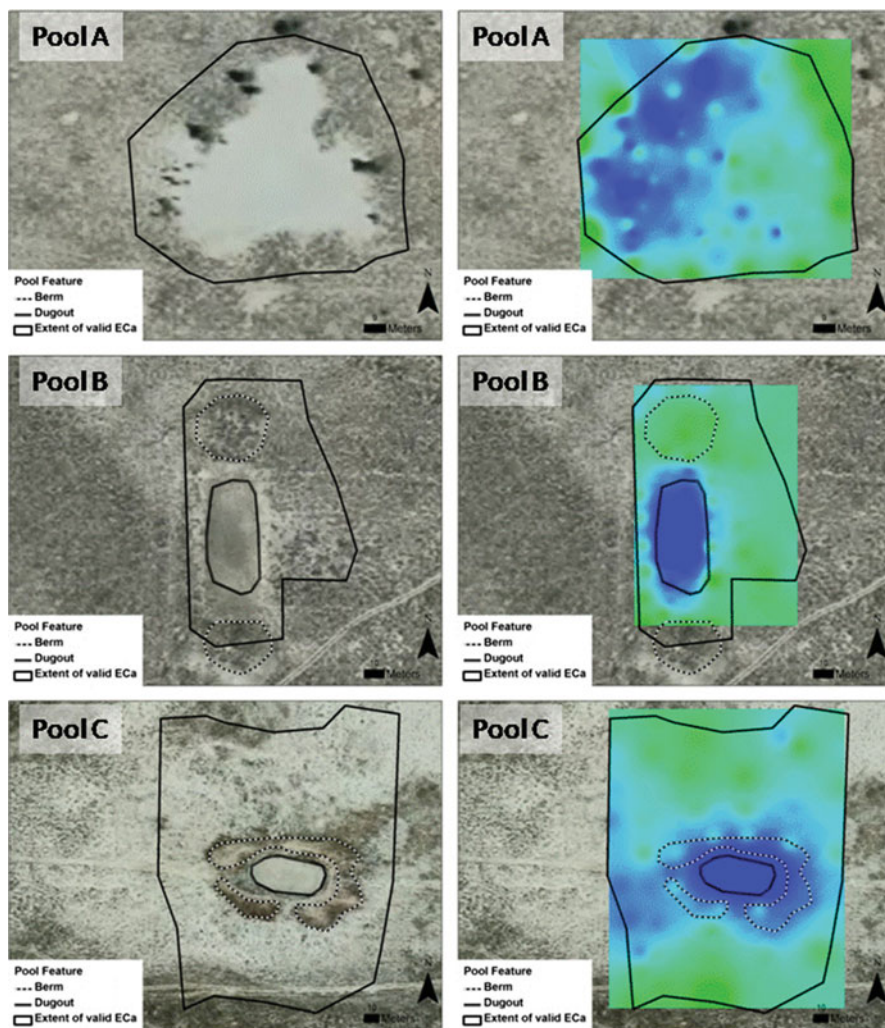 Pool A
Pool Feature
Berm
Dugout
Extent of valid ECa
N
Meters
Pool A
Pool Feature
Berm
Dugout
Extent of valid ECa
N
Meters
Pool B
Pool Feature
Berm
Dugout
Extent of valid ECa
N
Meters
Pool B
Pool Feature
Berm
Dugout
Extent of valid ECa
N
Meters
Pool C
Pool Feature
Berm
Dugout
Extent of valid ECa
N
10
Meters
Pool C
Pool Feature
Berm
Dugout
Extent of valid ECa
N
10
Meters